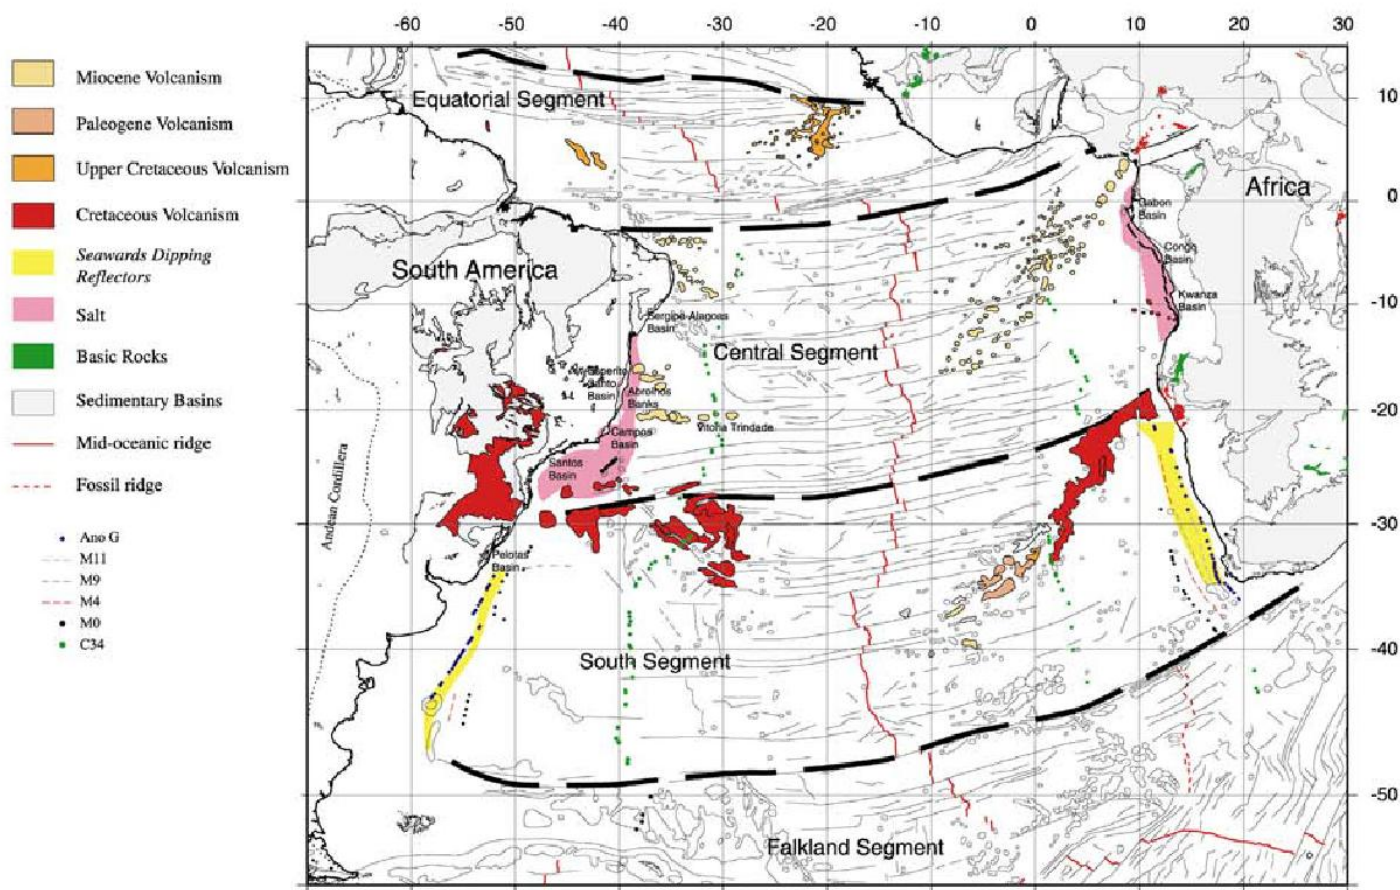 -60 -50 -40 -30 -20 -10 0 10 20 30
Miocene Volcanism
Paleogene Volcanism
Upper Cretaceous Volcanism
Cretaceous Volcanism
Seawards Dipping
Reflectors
Salt
Basic Rocks
Sedimentary Basins
Mid-oceanic ridge
Fossil ridge
Ano G
M11
M9
M4
M0
C34
Equatorial Segment
10
Africa
0
Gabon
Basin
South America
Congo
Basin
Kwanza
Basin
-10
Sergipe-Alagoas
Basin
Central Segment
Santo
Basin
Abrolhos
Banks
-20
Vitoria Trindade
Campos
Basin
Santos
Basin
Andean Cordillera
-30
Pelotas
Basin
South Segment
-40
-50
Falkland Segment